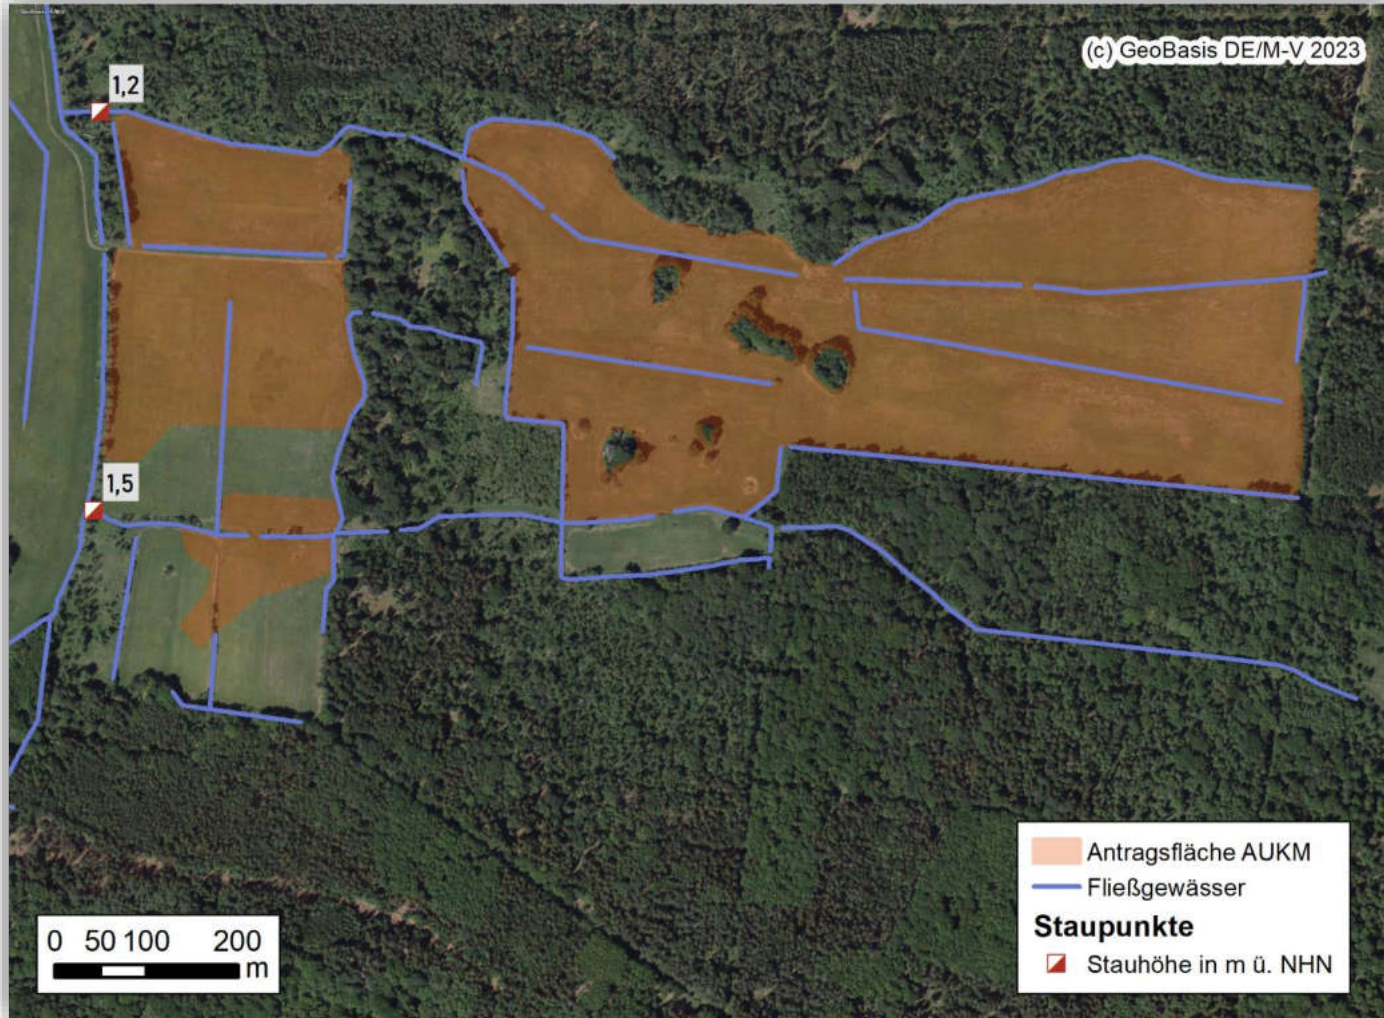 (c) GeoBasis DE/M-V 2023
1,2
1,5
Antragsfläche AUKM
Fließgewässer
Staupunkte
Stauhöhe in m ü. NHN
0 50 100 200
m